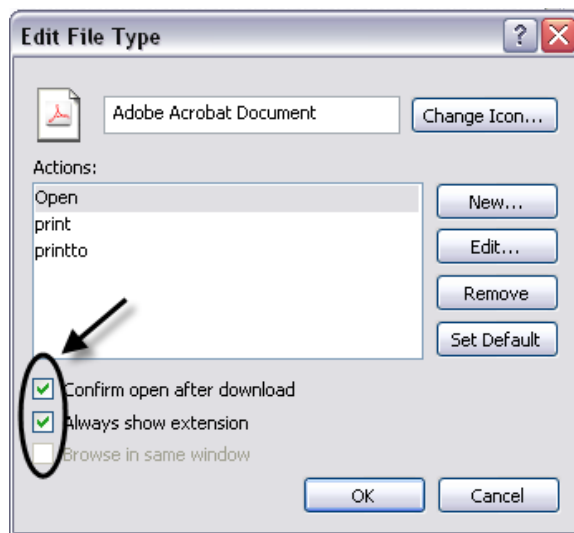 Edit File Type
Adobe Acrobat Document
Change Icon...
Actions:
Open
print
printto
New...
Edit...
Remove
Set Default
Confirm open after download
Always show extension
Browse in same window
OK
Cancel